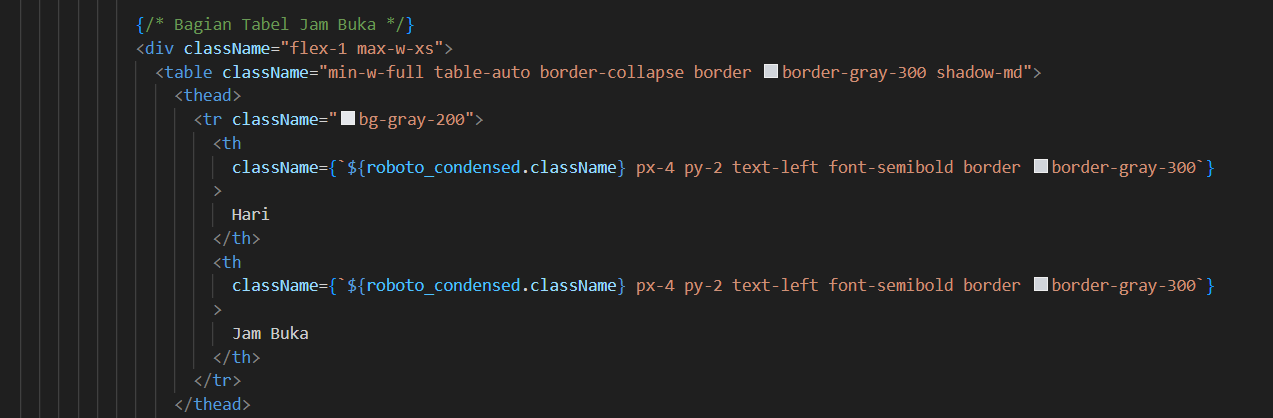 {/* Bagian Tabel Jam Buka */}
<div className="flex-1 max-w-xs">
<table className="min-w-full table-auto border-collapse border border-gray-300 shadow-md">
<thead>
<tr className="bg-gray-200">
<th
className={`${roboto_condensed.className} px-4 py-2 text-left font-semibold border border-gray-300`}
>
Hari
</th>
<th
className={`${roboto_condensed.className} px-4 py-2 text-left font-semibold border border-gray-300`}
>
Jam Buka
</th>
</tr>
</thead>